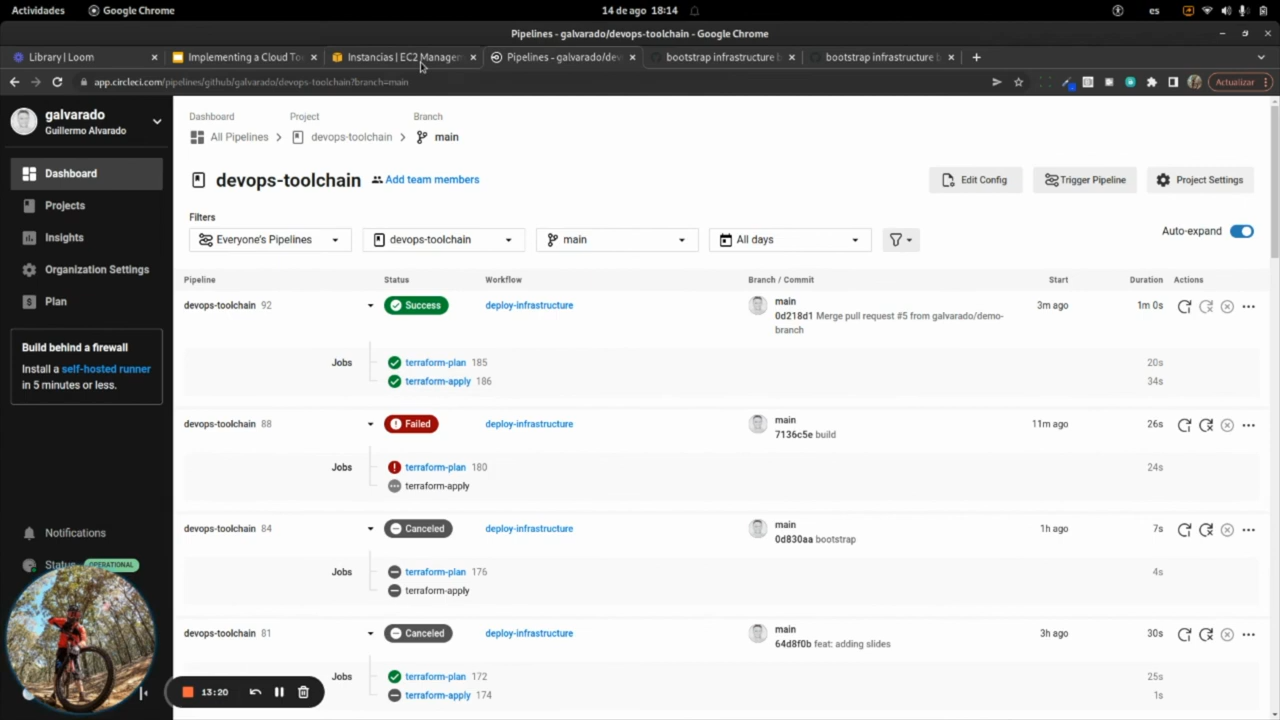 Actividades
Google Chrome
14 de ago 18:14
es
Pipelines - galvarado/devops-toolchain - Google Chrome
Library | Loom
Implementing a Cloud To
Instancias | EC2 Manager
Pipelines - galvarado/dev
bootstrap infrastructure b
bootstrap infrastructure b
app.circleci.com/pipelines/github/galvarado/devops-toolchain?branch=main
Actualizar
galvarado
Guillermo Alvarado
Dashboard
Projects
Insights
Organization Settings
Plan
Build behind a firewall
Install a self-hosted runner
in 5 minutes or less.
Notifications
Status OPERATIONAL
13:20
Dashboard Project Branch
All Pipelines > devops-toolchain > main
devops-toolchain Add team members
Edit Config Trigger Pipeline Project Settings
Filters
Everyone's Pipelines devops-toolchain main All days
Auto-expand
Pipeline Status Workflow Branch / Commit Start Duration Actions
devops-toolchain 92 Success deploy-infrastructure main 3m ago 1m 0s
0d218d1 Merge pull request #5 from galvarado/demo-
branch
Jobs terraform-plan 185 20s
terraform-apply 186 34s
devops-toolchain 88 Failed deploy-infrastructure main 11m ago 26s
7136c5e build
Jobs terraform-plan 180 24s
terraform-apply
devops-toolchain 84 Canceled deploy-infrastructure main 1h ago 7s
0d830aa bootstrap
Jobs terraform-plan 176 4s
terraform-apply
devops-toolchain 81 Canceled deploy-infrastructure main 3h ago 30s
64d8f0b feat: adding slides
Jobs terraform-plan 172 25s
terraform-apply 174 1s